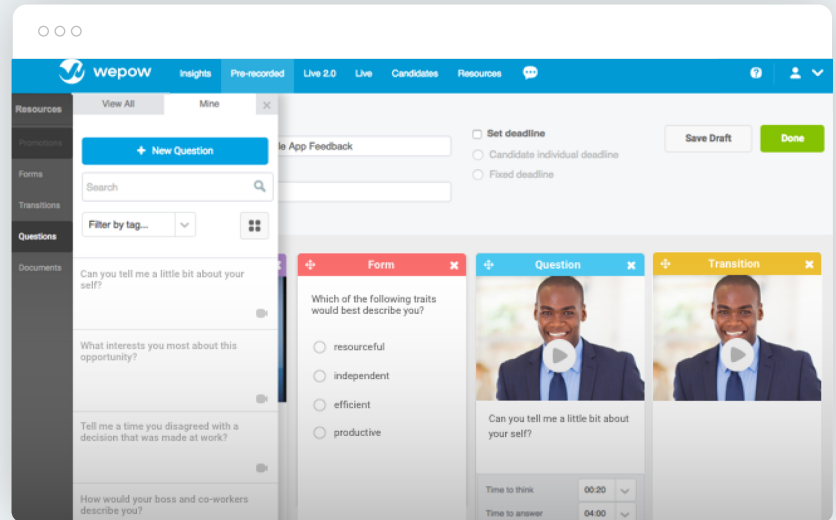 wepow
Insights Pre-recorded Live 2.0 Live Candidates Resources
?
Resources
Promotions
Forms
Transitions
Questions
Documents
View All Mine ×
+ New Question
Search
Filter by tag...
Can you tell me a little bit about your
self?
What interests you most about this
opportunity?
Tell me a time you disagreed with a
decision that was made at work?
How would your boss and co-workers
describe you?
App Feedback
Set deadline
Candidate individual deadline
Fixed deadline
Save Draft
Done
Form
Which of the following traits
would best describe you?
resourceful
independent
efficient
productive
Question
Can you tell me a little bit about
your self?
Time to think 00:20
Time to answer 04:00
Transition